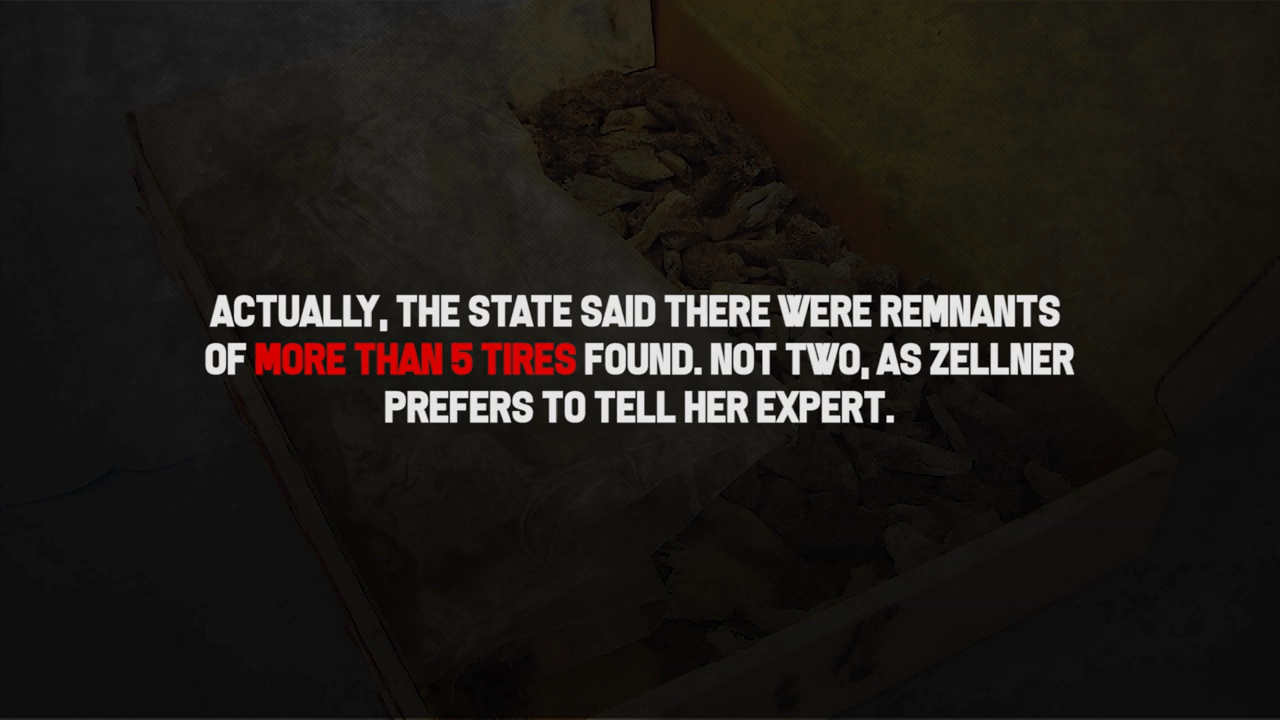 ACTUALLY, THE STATE SAID THERE WERE REMNANTS
OF MORE THAN 5 TIRES FOUND. NOT TWO, AS ZELLNER
PREFERS TO TELL HER EXPERT.